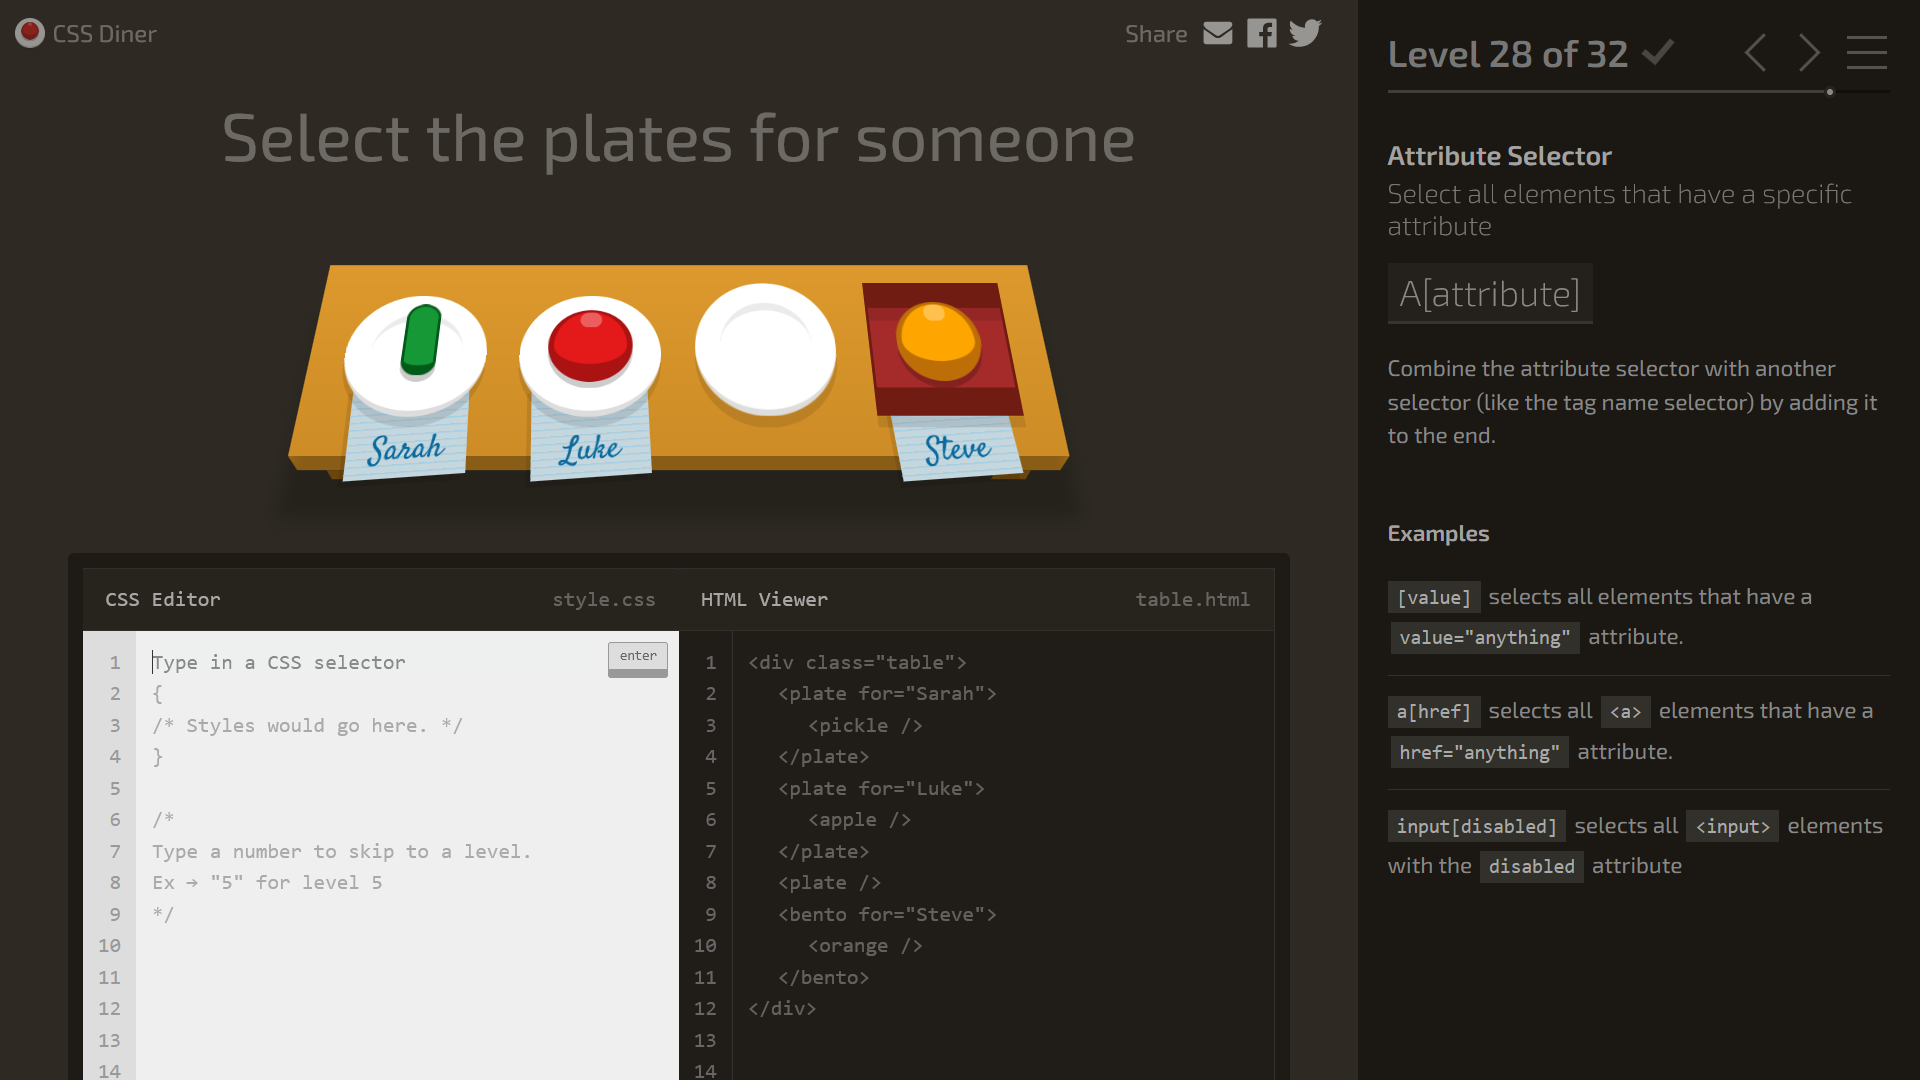 CSS Diner
Share
Select the plates for someone
Sarah
Luke
Steve
CSS Editor
style.css
1 Type in a CSS selector
enter
2 {
3 /* Styles would go here. */
4 }
5
6 /*
7 Type a number to skip to a level.
8 Ex → "5" for level 5
9 */
10
11
12
13
14
HTML Viewer
table.html
1 <div class="table">
2 <plate for="Sarah">
3 <pickle />
4 </plate>
5 <plate for="Luke">
6 <apple />
7 </plate>
8 <plate />
9 <bento for="Steve">
10 <orange />
11 </bento>
12 </div>
13
14
Level 28 of 32
Attribute Selector
Select all elements that have a specific
attribute
A[attribute]
Combine the attribute selector with another
selector (like the tag name selector) by adding it
to the end.
Examples
[value] selects all elements that have a
value="anything" attribute.
a[href] selects all <a> elements that have a
href="anything" attribute.
input[disabled] selects all <input> elements
with the disabled attribute